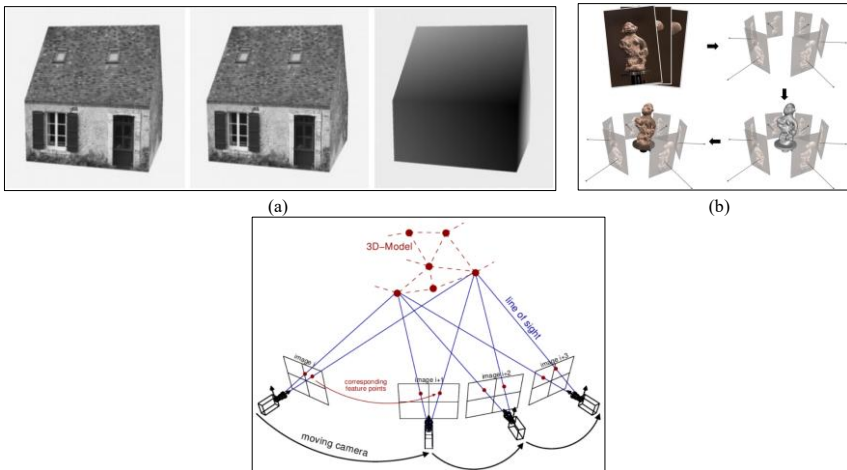 (a)
(b)
3D-Model
line of sight
image i
image i+1
image i+2
image i+3
corresponding
feature points
moving camera